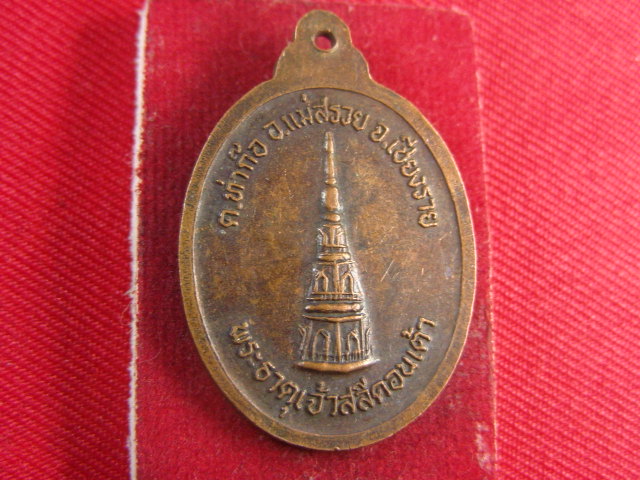 ต.ท่าก๊อ อ.แม่สรวย จ.เชียงราย
พระธาตุเจ้าสลีดอนเต้า